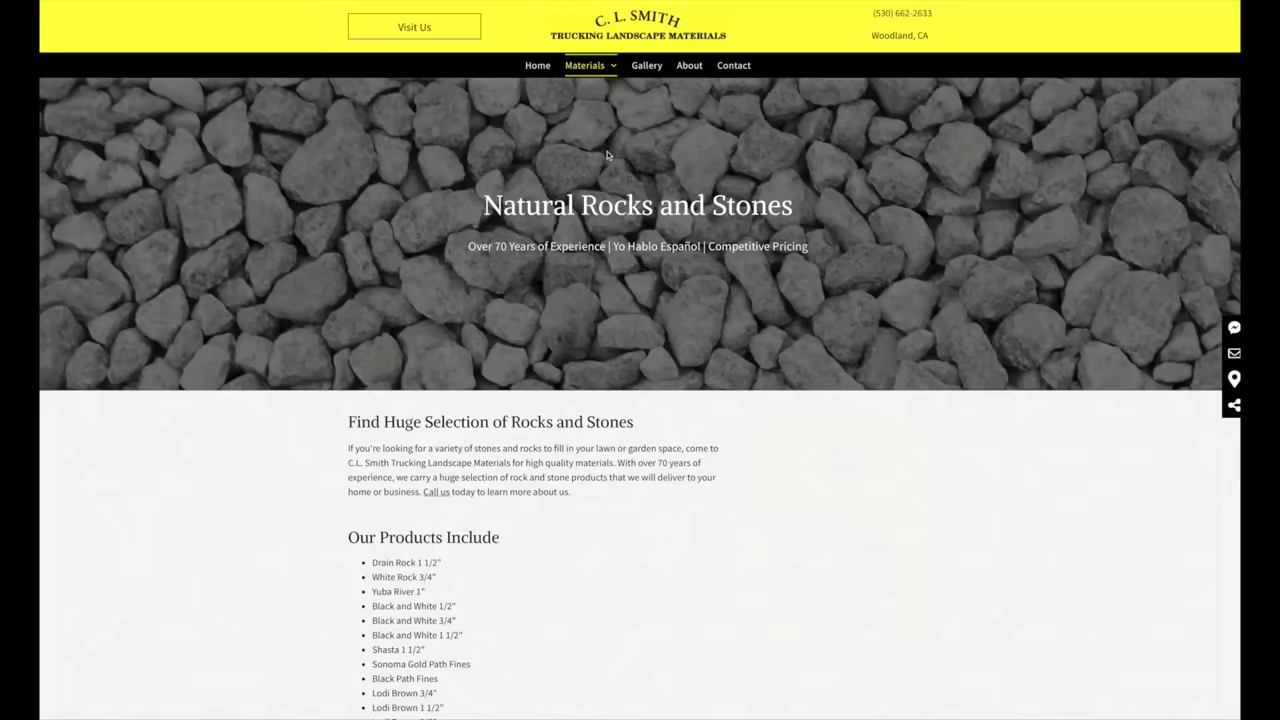 Visit Us
C. L. SMITH
TRUCKING LANDSCAPE MATERIALS
(530) 662-2633
Woodland, CA
Home Materials Gallery About Contact
Natural Rocks and Stones
Over 70 Years of Experience | Yo Hablo Español | Competitive Pricing
Find Huge Selection of Rocks and Stones
If you're looking for a variety of stones and rocks to fill in your lawn or garden space, come to
C.L. Smith Trucking Landscape Materials for high quality materials. With over 70 years of
experience, we carry a huge selection of rock and stone products that we will deliver to your
home or business. Call us today to learn more about us.
Our Products Include
Drain Rock 1 1/2"
White Rock 3/4"
Yuba River 1"
Black and White 1/2"
Black and White 3/4"
Black and White 1 1/2"
Shasta 1 1/2"
Sonoma Gold Path Fines
Black Path Fines
Lodi Brown 3/4"
Lodi Brown 1 1/2"